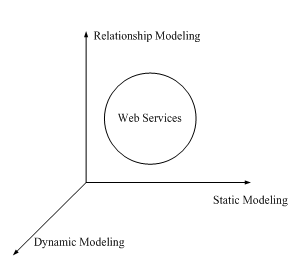 Relationship Modeling
Web Services
Static Modeling
Dynamic Modeling